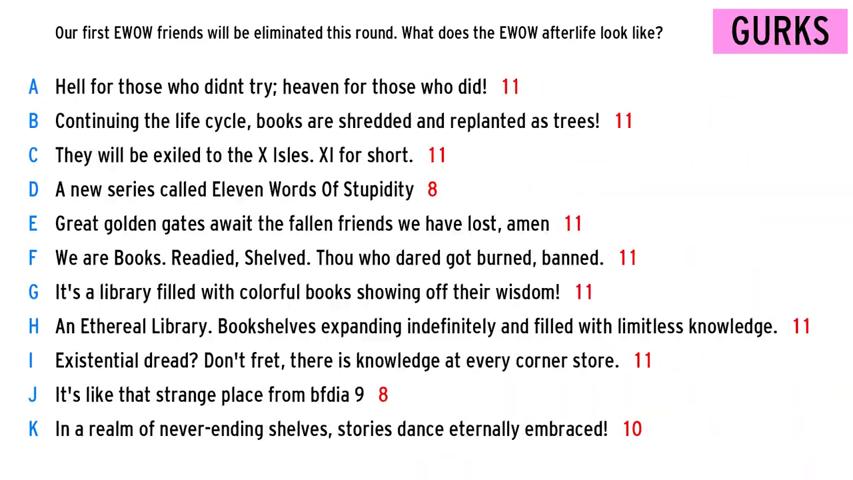 Our first EWOW friends will be eliminated this round. What does the EWOW afterlife look like?
GURKS
A Hell for those who didnt try; heaven for those who did! 11
B Continuing the life cycle, books are shredded and replanted as trees! 11
C They will be exiled to the X Isles. XI for short. 11
D A new series called Eleven Words Of Stupidity 8
E Great golden gates await the fallen friends we have lost, amen 11
F We are Books. Readied, Shelved. Thou who dared got burned, banned. 11
G It's a library filled with colorful books showing off their wisdom! 11
H An Ethereal Library. Bookshelves expanding indefinitely and filled with limitless knowledge. 11
I Existential dread? Don't fret, there is knowledge at every corner store. 11
J It's like that strange place from bfdia 9 8
K In a realm of never-ending shelves, stories dance eternally embraced! 10